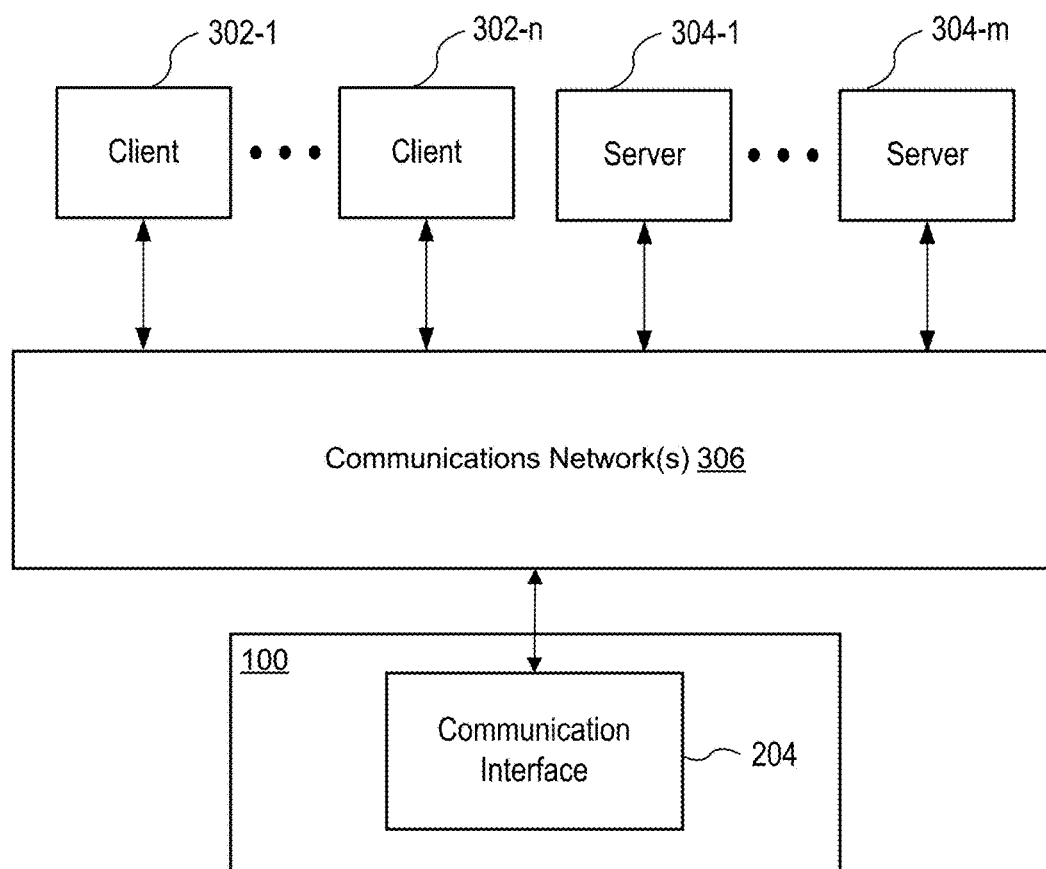 302-1
302-n
304-1
304-m
Client
Client
Server
Server
Communications Network(s) 306
100
Communication
Interface
204